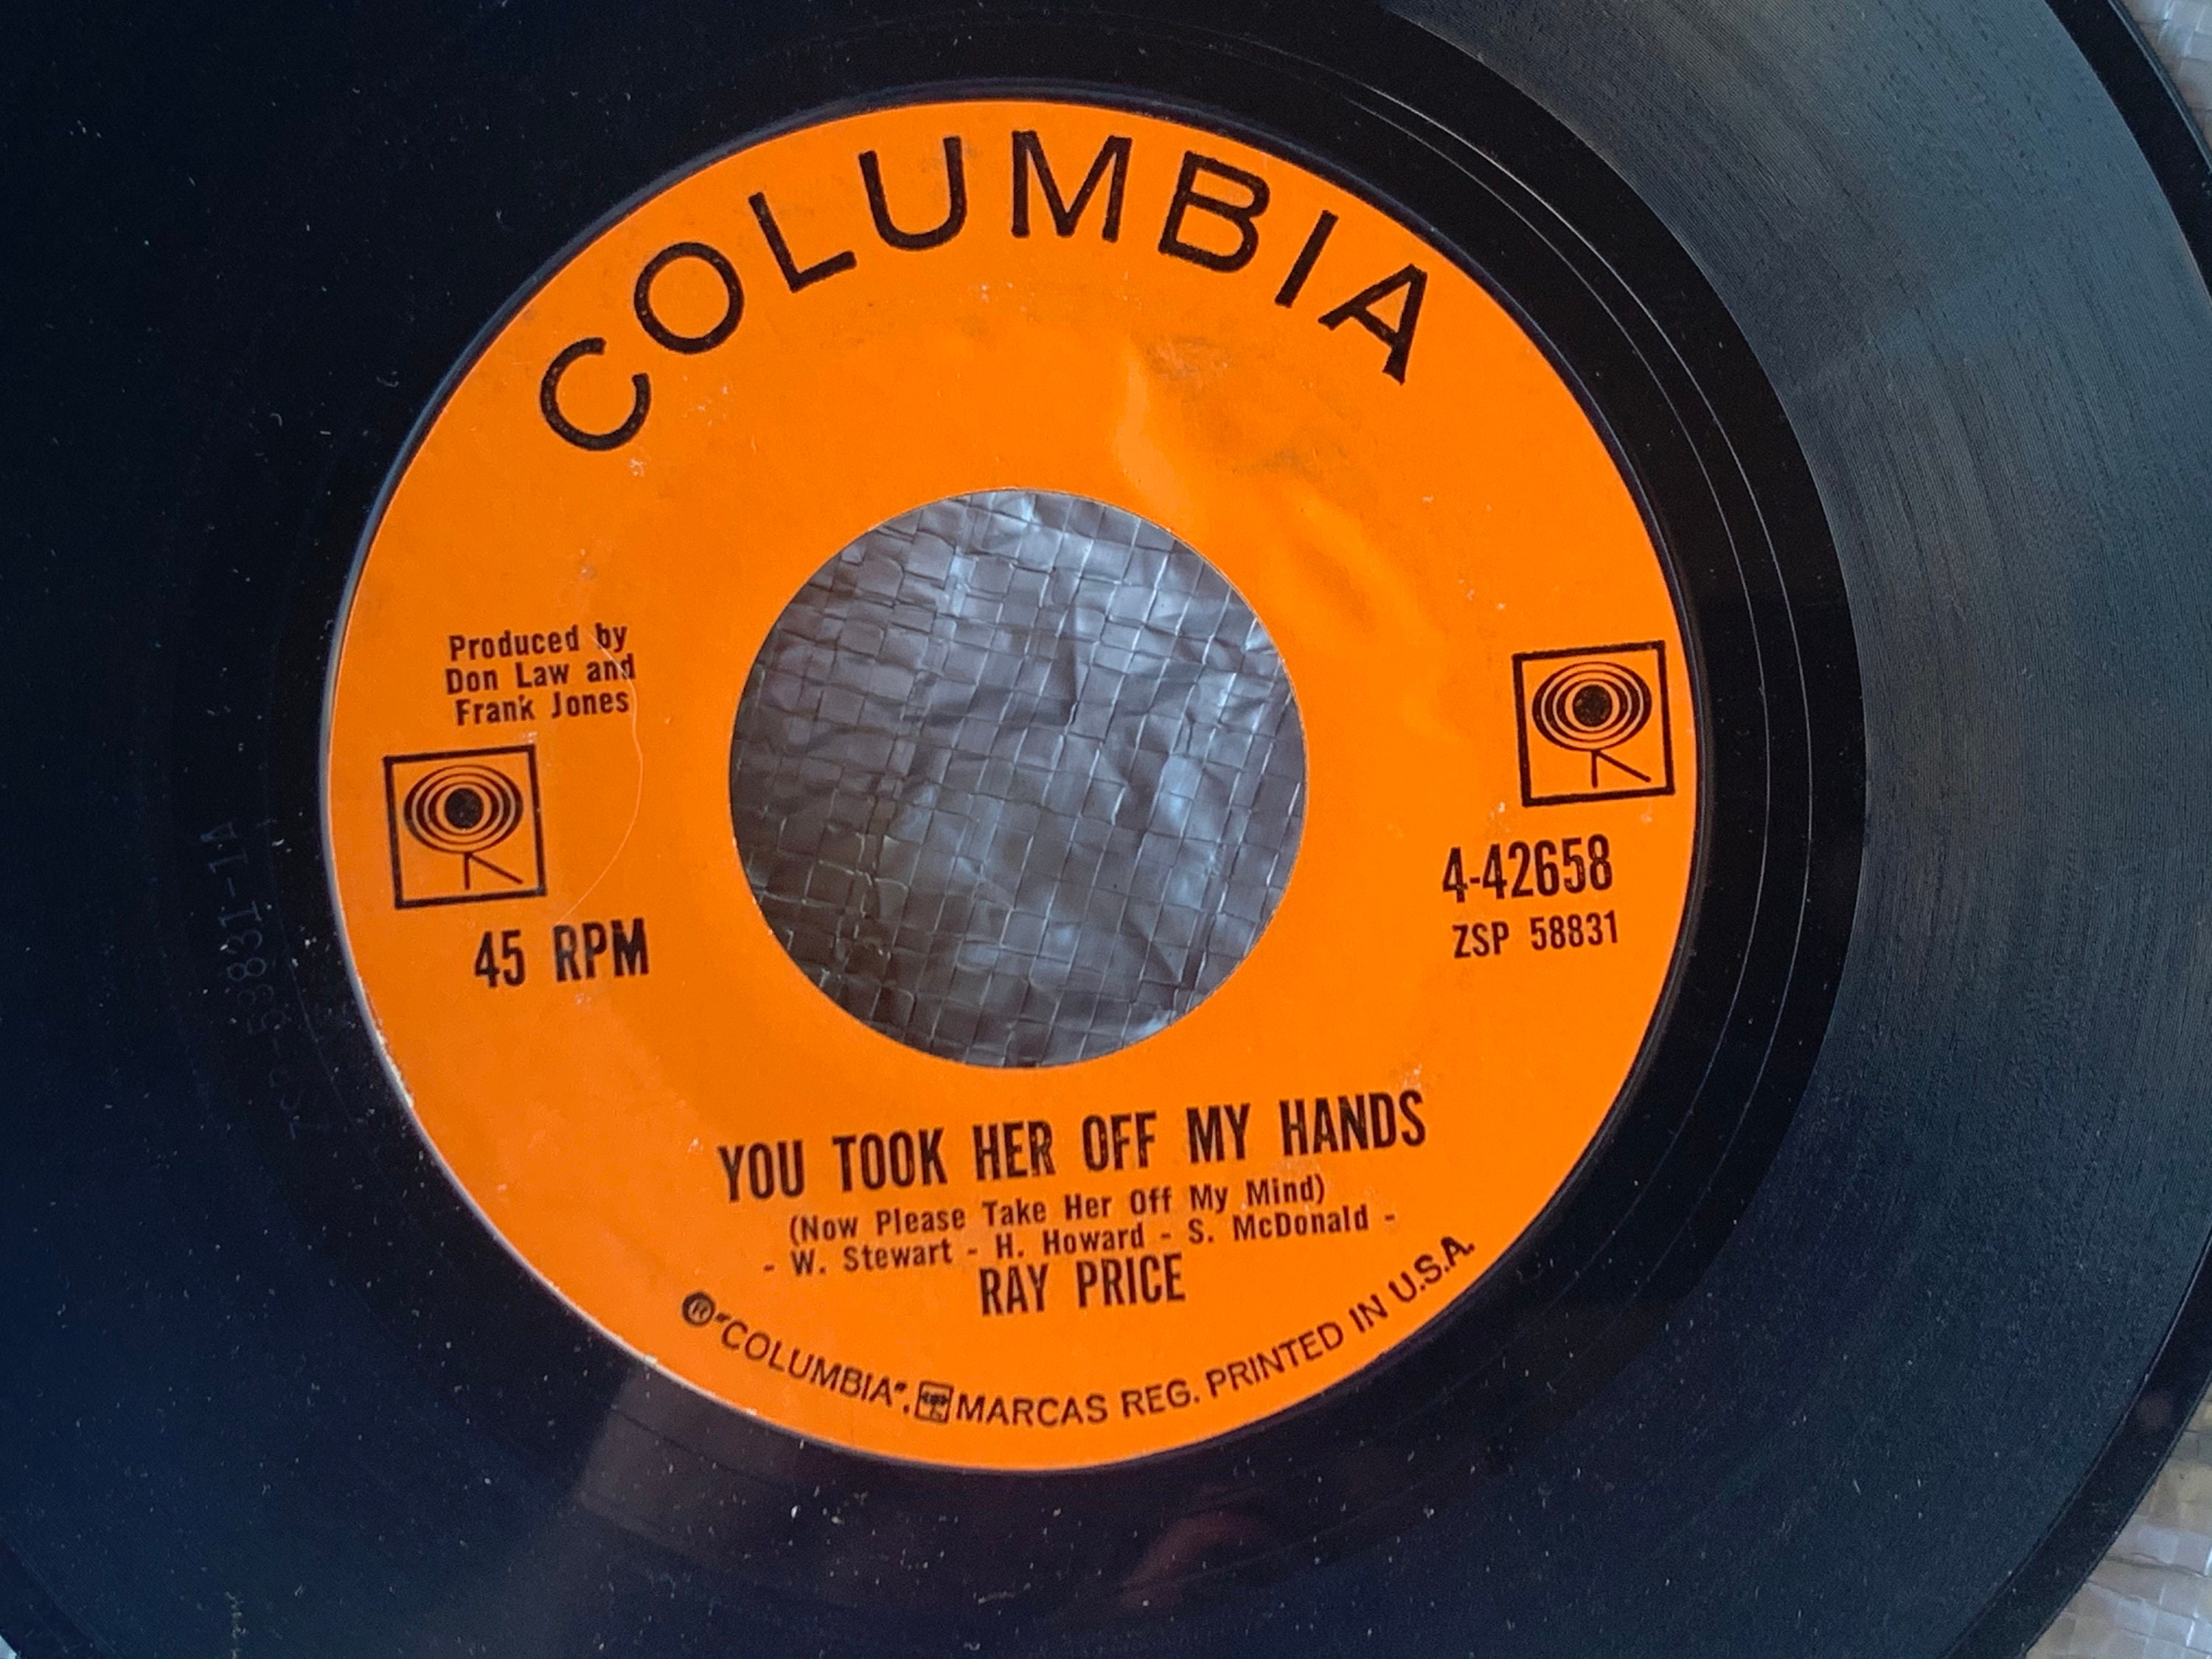 COLUMBIA
Produced by
Don Law and
Frank Jones
45 RPM
4-42658
ZSP 58831
YOU TOOK HER OFF MY HANDS
(Now Please Take Her Off My Mind)
- W. Stewart - H. Howard - S. McDonald -
RAY PRICE
® "COLUMBIA", MARCAS REG. PRINTED IN U.S.A.